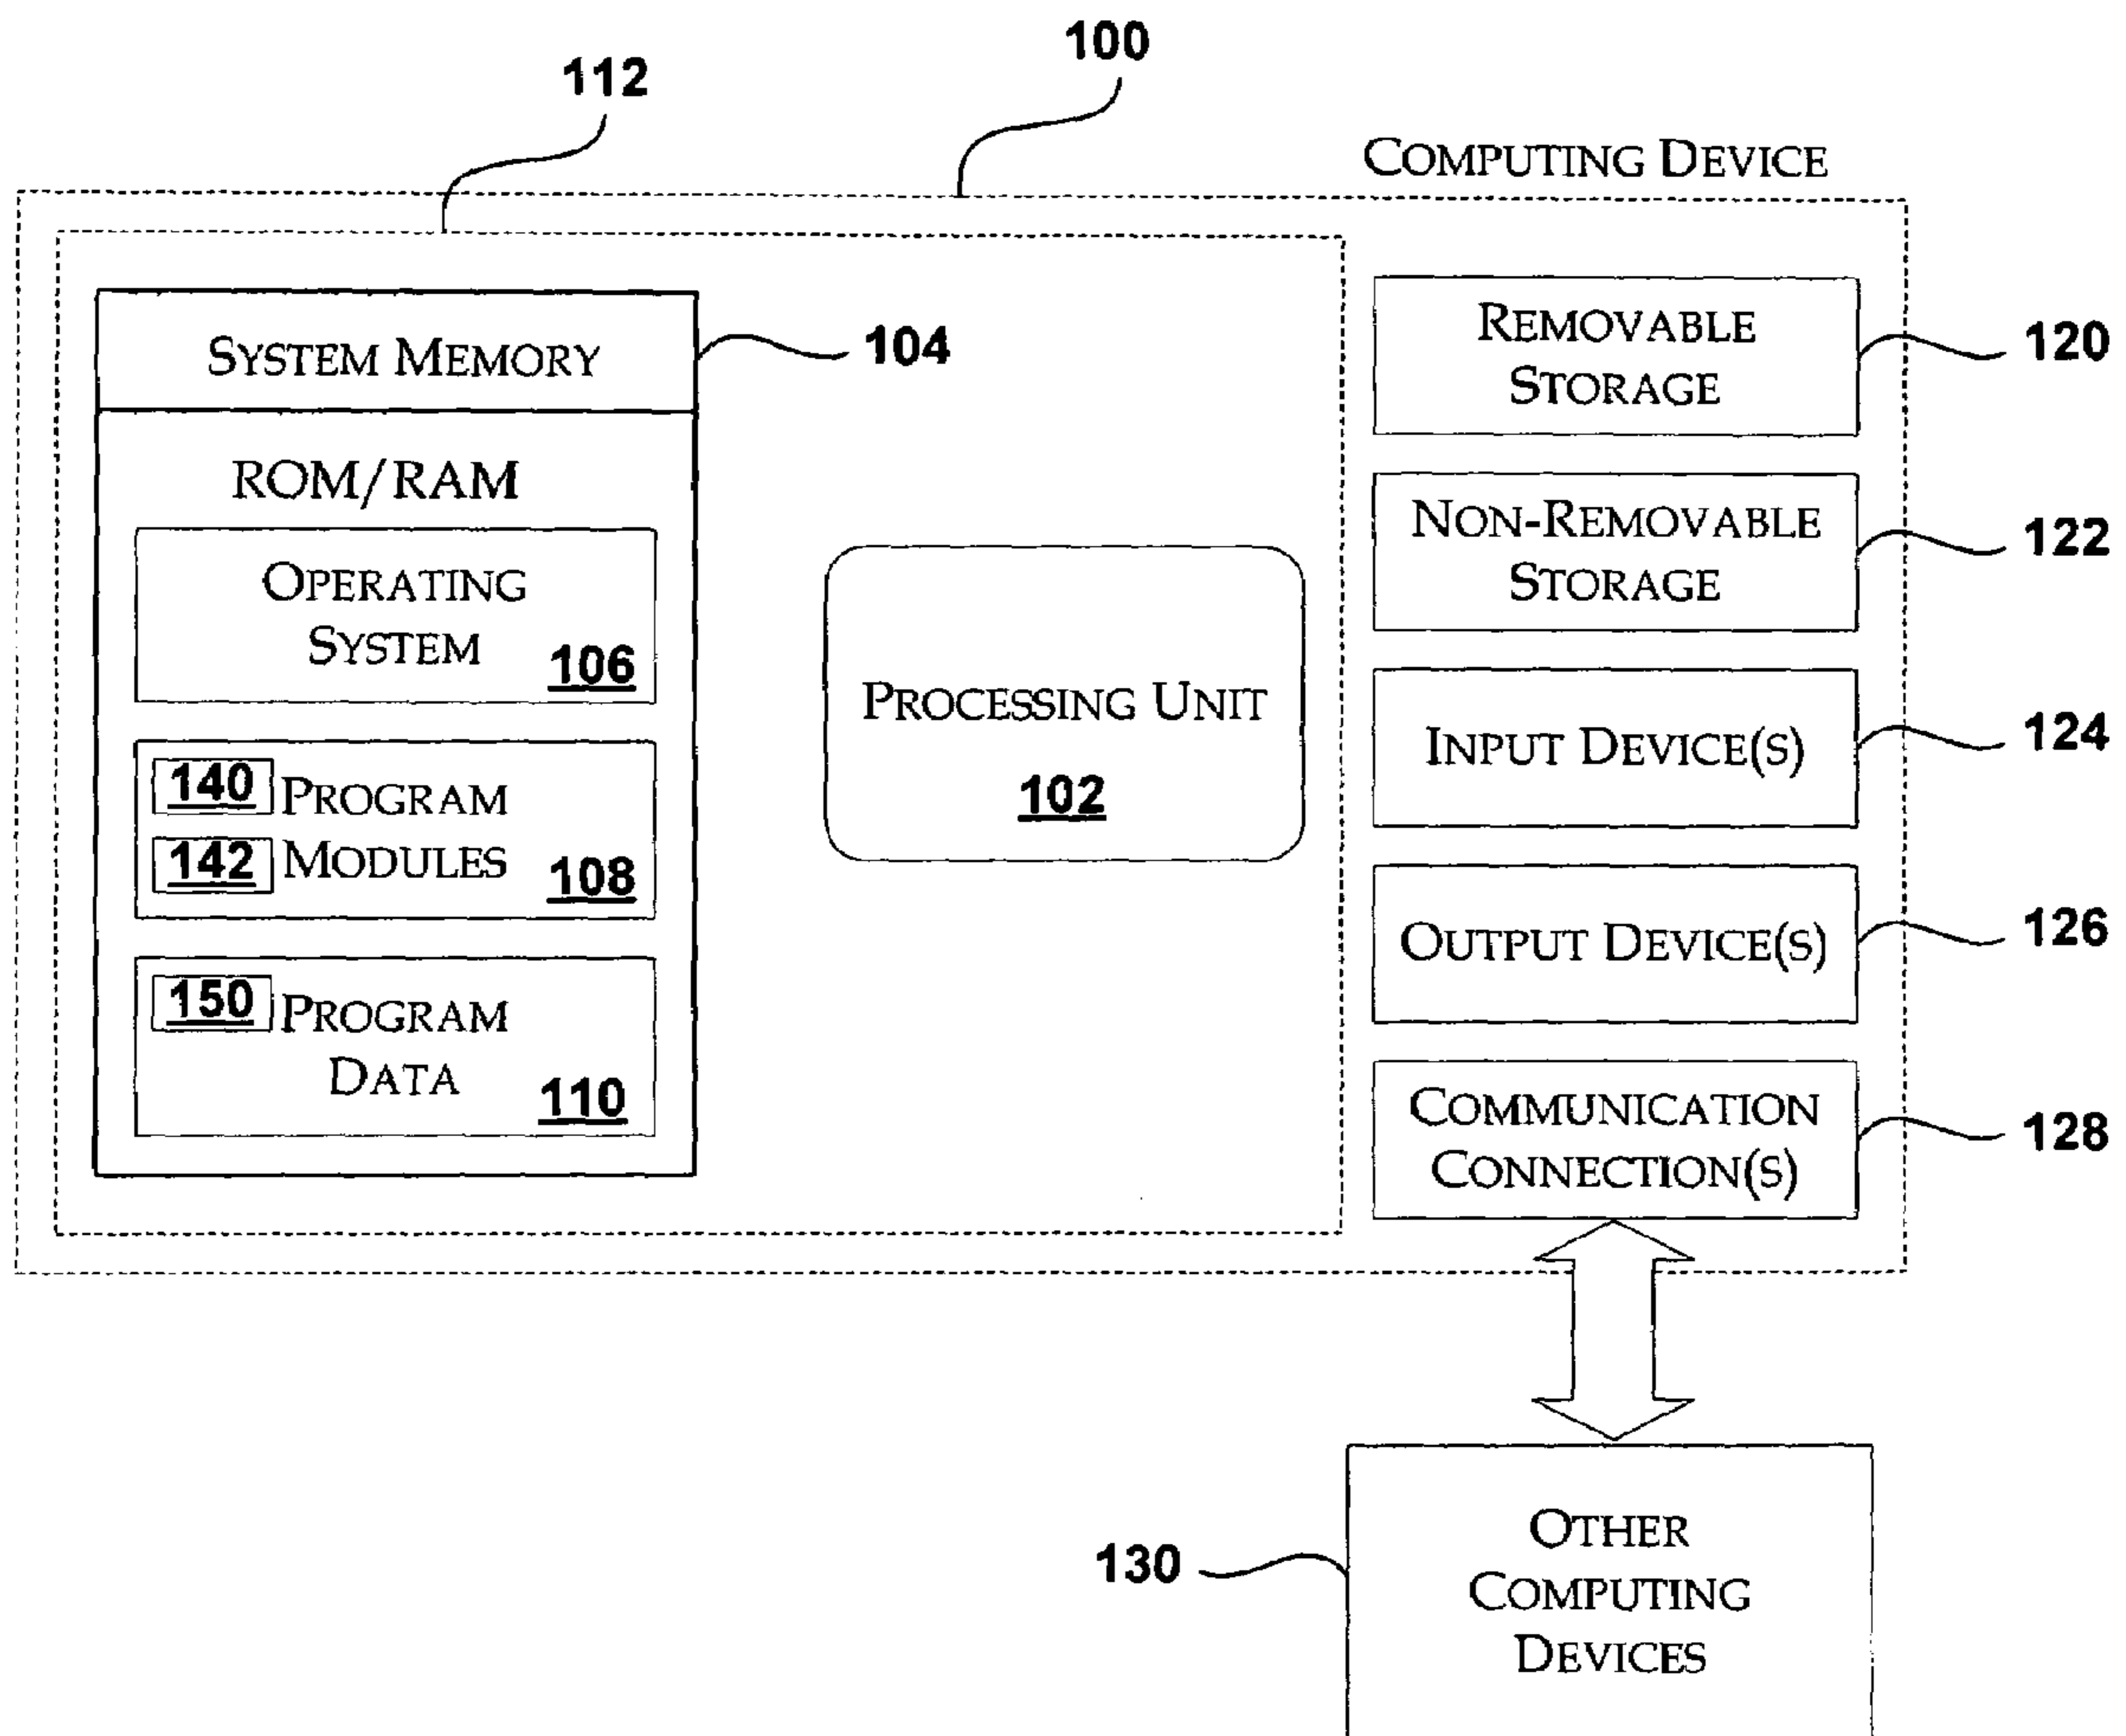 100
112
COMPUTING DEVICE
SYSTEM MEMORY
104
ROM/RAM
OPERATING
SYSTEM
106
140 PROGRAM
142 MODULES
108
150 PROGRAM
DATA
110
PROCESSING UNIT
102
REMOVABLE
STORAGE
120
NON-REMOVABLE
STORAGE
122
INPUT DEVICE(S)
124
OUTPUT DEVICE(S)
126
COMMUNICATION
CONNECTION(S)
128
130
OTHER
COMPUTING
DEVICES